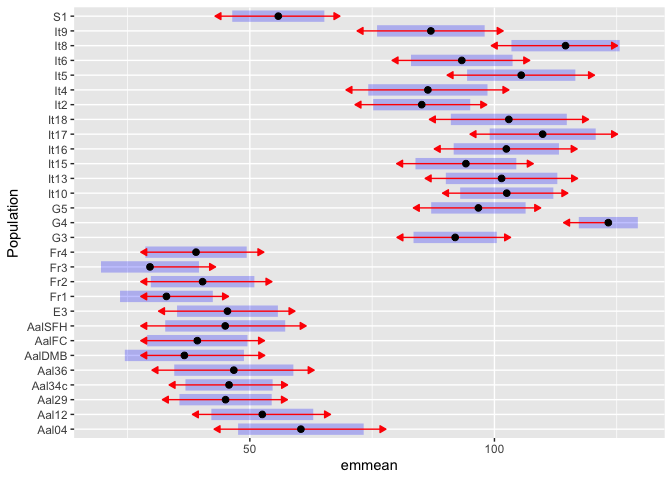 Population
S1
It9
It8
It6
It5
It4
It2
It18
It17
It16
It15
It13
It10
G5
G4
G3
Fr4
Fr3
Fr2
Fr1
E3
AalSFH
AalFC
AalDMB
Aal36
Aal34c
Aal29
Aal12
Aal04
50 100
emmean